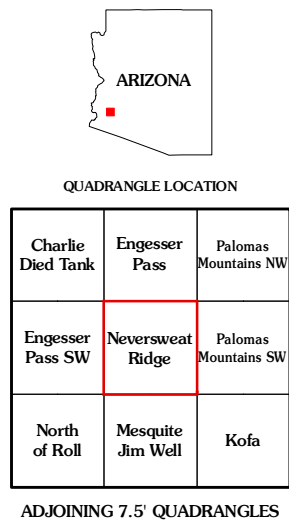 ARIZONA
QUADRANGLE LOCATION
Charlie
Died Tank
Engesser
Pass
Palomas
Mountains NW
Engesser
Pass SW
Neversweat
Ridge
Palomas
Mountains SW
North
of Roll
Mesquite
Jim Well
Kofa
ADJOINING 7.5' QUADRANGLES